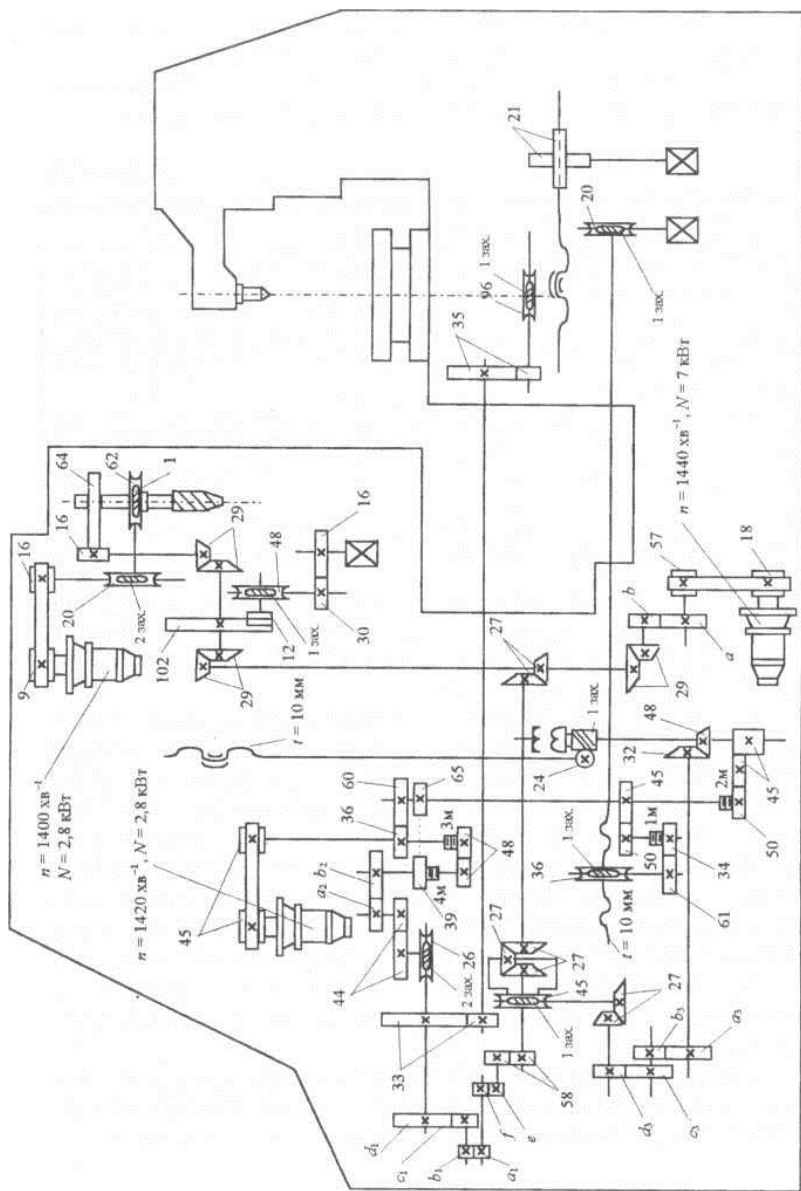 9
16
20
2 зах.
16
64
62
1
29
102
12
1 зах.
30
48
16
29
n = 1400 хв⁻¹
N = 2,8 кВт
t = 10 мм
n = 1420 хв⁻¹, N = 2,8 кВт
45
60
65
36
3м
48
4м
39
a₂
b₂
44
26
2 зах.
33
d₁
c₁
b₁
a₁
f
e
58
35
96
1 зах.
21
20
1 зах.
27
b
57
18
a
29
n = 1440 хв⁻¹, N = 7 кВт
24
1 зах.
32
48
45
2м
50
45
1м
50
34
61
36
1 зах.
t = 10 мм
27
27
45
1 зах.
27
b₃
a₃
d₃
c₃